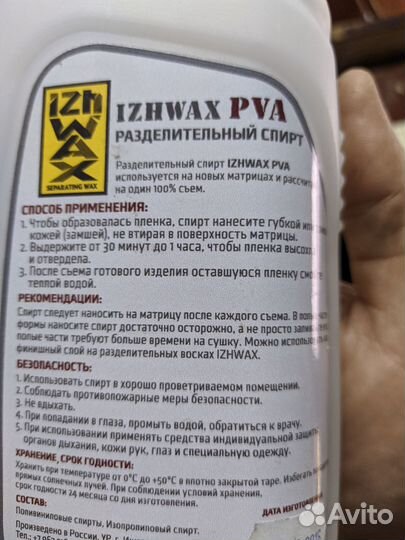 IZH
WAX
SEPARATING WAX
IZHWAX PVA
РАЗДЕЛИТЕЛЬНЫЙ СПИРТ
Разделительный спирт IZHWAX PVA
используется на новых матрицах и
на один 100% съем.
СПОСОБ ПРИМЕНЕНИЯ:
1. Чтобы образовалась пленка, спирт нанесите губкой
кожей (замшей), не втирая в поверхность матрицы.
2. Выдержите от 30 минут до 1 часа, чтобы пленка
и отвердела.
3. После съема готового изделия оставшуюся пленку
теплой водой.
РЕКОМЕНДАЦИИ:
Спирт следует наносить на матрицу после каждого съема. В
формы наносите спирт достаточно осторожно, а не просто
полые части требуют больше времени на сушку. Можно
финишный слой на разделительных восках IZHWAX.
БЕЗОПАСНОСТЬ:
1. Использовать спирт в хорошо проветриваемом помещении.
2. Соблюдать противопожарные меры безопасности.
3. Не вдыхать.
4. При попадании в глаза, промыть водой, обратиться к врачу.
5. При использовании применять средства индивидуальной
органов дыхания, кожи рук, глаз и специальную одежду.
ХРАНЕНИЕ, СРОК ГОДНОСТИ:
Хранить при температуре от 0°С до +50°С в плотно закрытой таре.
прямых солнечных лучей. При соблюдении условий хранения,
срок годности 24 месяца со дня изготовления.
СОСТАВ:
ДАТА
Поливиниловые спирты, Изопропиловый спирт.
Произведено в России, УР, г.
Тел.:
Avito